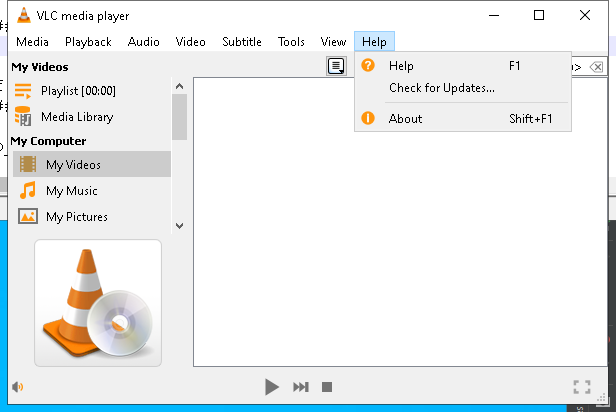 VLC media player
Media Playback Audio Video Subtitle Tools View Help
My Videos
Playlist [00:00]
Media Library
My Computer
My Videos
My Music
My Pictures
Help F1
Check for Updates...
About Shift+F1